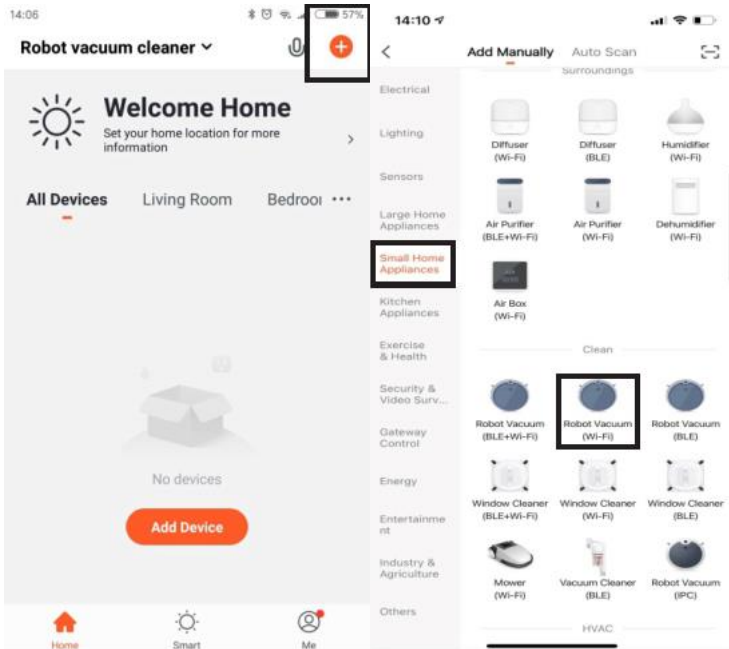 14:06
57%
Robot vacuum cleaner
Welcome Home
Set your home location for more
information
All Devices
Living Room
Bedroo
No devices
Add Device
Home
Smart
Me
14:10
Add Manually
Auto Scan
Electrical
Lighting
Sensors
Large Home
Appliances
Small Home
Appliances
Kitchen
Appliances
Exercise
& Health
Security &
Video Surv...
Gateway
Control
Energy
Entertainme
nt
Industry &
Agriculture
Others
Surroundings
Diffuser
(Wi-Fi)
Diffuser
(BLE)
Humidifier
(Wi-Fi)
Air Purifier
(BLE+Wi-Fi)
Air Purifier
(Wi-Fi)
Dehumidifier
(Wi-Fi)
Air Box
(Wi-Fi)
Clean
Robot Vacuum
(BLE+Wi-Fi)
Robot Vacuum
(Wi-Fi)
Robot Vacuum
(BLE)
Window Cleaner
(BLE+Wi-Fi)
Window Cleaner
(Wi-Fi)
Window Cleaner
(BLE)
Mower
(Wi-Fi)
Vacuum Cleaner
(BLE)
Robot Vacuum
(IPC)
HVAC